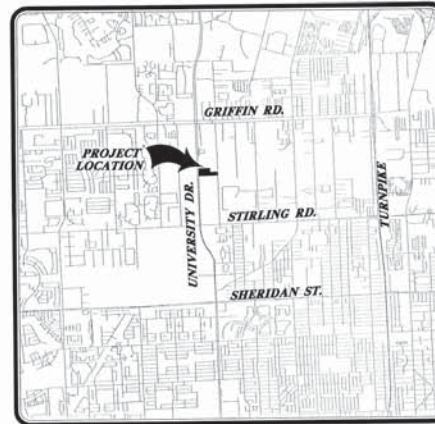 GRIFFIN RD.
PROJECT
LOCATION
UNIVERSITY DR.
TURNPIKE
STIRLING RD.
SHERIDAN ST.